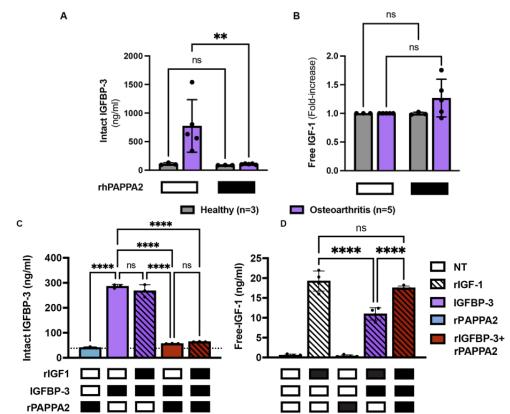 A
B
**
ns
ns
ns
Intact IGFBP-3
(ng/ml)
2000
1500
1000
500
0
Free IGF-1 (Fold-increase)
2.0
1.5
1.0
0.5
0.0
rhPAPPA2
Healthy (n=3)
Osteoarthritis (n=5)
C
D
****
****
**** ns **** ns
Intact IGFBP-3 (ng/ml)
400
300
200
100
0
rIGF1
IGFBP-3
rPAPPA2
ns
**** ****
Free-IGF-1 (ng/ml)
25
20
15
10
5
0
NT
rIGF-1
IGFBP-3
rPAPPA2
rIGFBP-3+
rPAPPA2